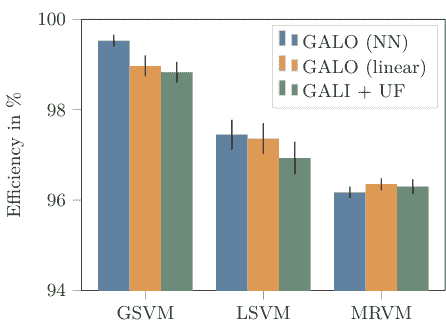 100
98
96
94
Efficiency in %
GALO (NN)
GALO (linear)
GALI + UF
GSVM LSVM MRVM